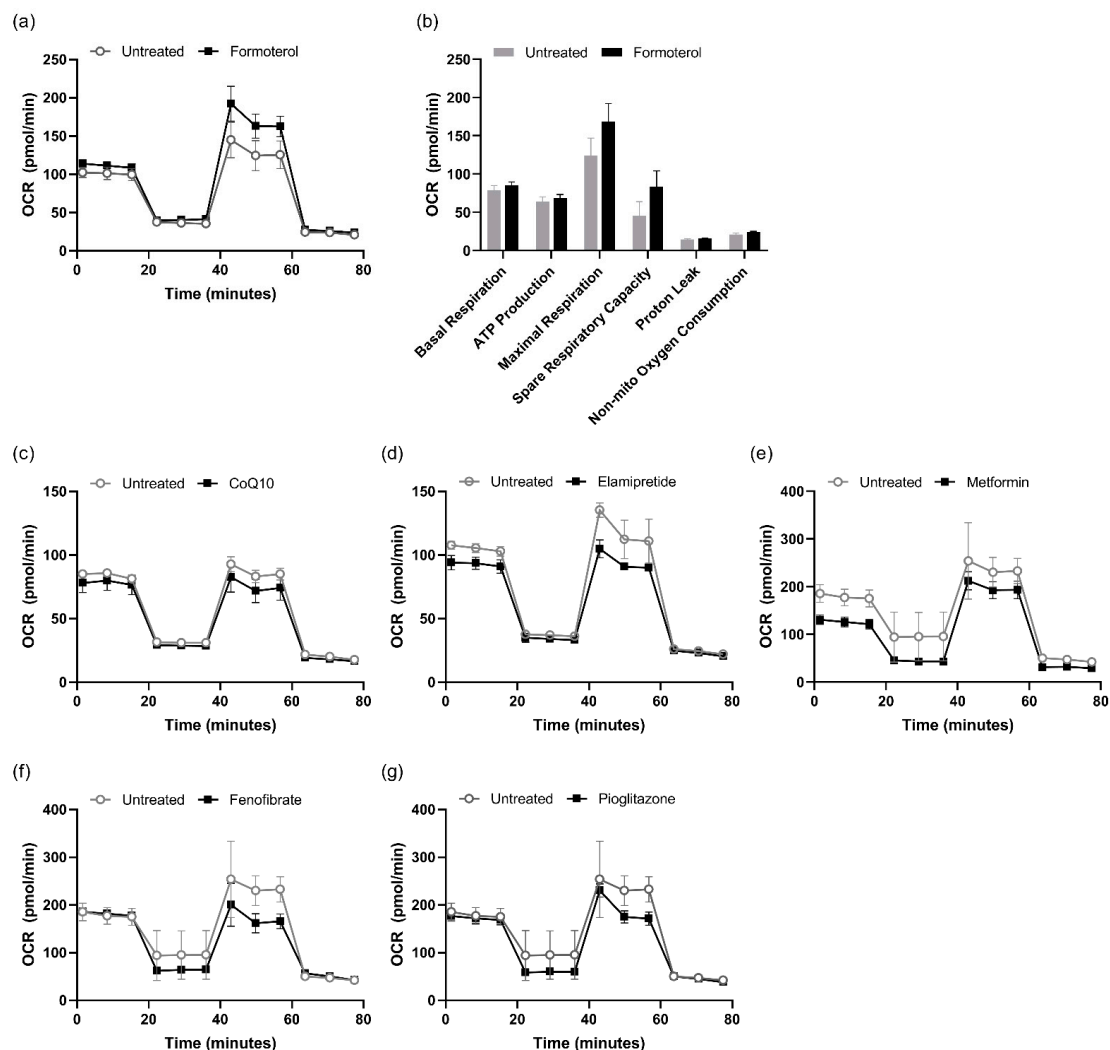 (a)
Untreated Formoterol
250
200
150
100
50
0
OCR (pmol/min)
0 20 40 60 80
Time (minutes)
(b)
Untreated Formoterol
250
200
150
100
50
0
OCR (pmol/min)
Basal Respiration
ATP Production
Maximal Respiration
Spare Respiratory Capacity
Proton Leak
Non-mito Oxygen Consumption
(c)
Untreated CoQ10
150
100
50
0
OCR (pmol/min)
0 20 40 60 80
Time (minutes)
(d)
Untreated Elamipretide
150
100
50
0
OCR (pmol/min)
0 20 40 60 80
Time (minutes)
(e)
Untreated Metformin
400
300
200
100
0
OCR (pmol/min)
0 20 40 60 80
Time (minutes)
(f)
Untreated Fenofibrate
400
300
200
100
0
OCR (pmol/min)
0 20 40 60 80
Time (minutes)
(g)
Untreated Pioglitazone
400
300
200
100
0
OCR (pmol/min)
0 20 40 60 80
Time (minutes)